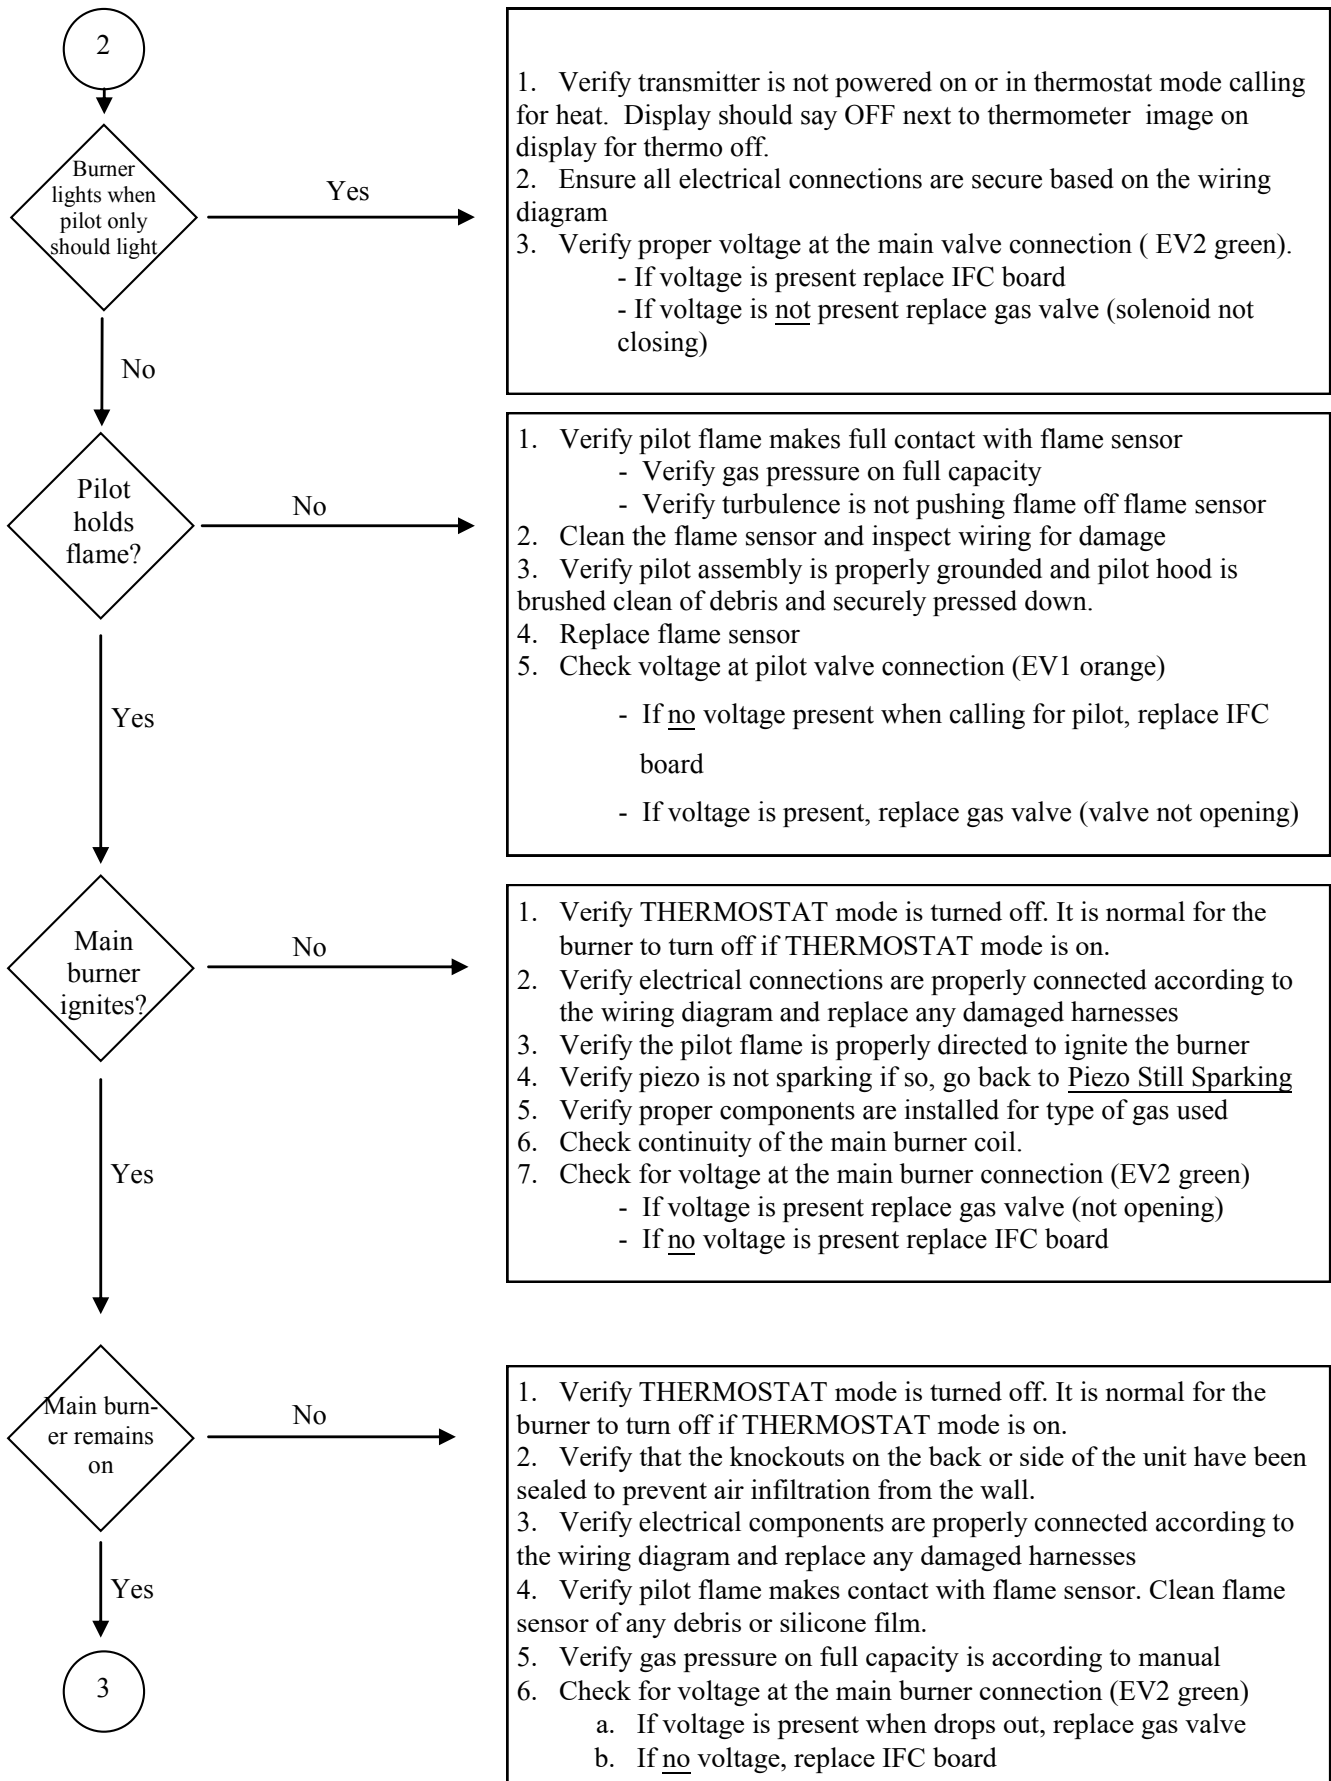 2
Burner
lights when
pilot only
should light
Yes
1. Verify transmitter is not powered on or in thermostat mode calling
for heat. Display should say OFF next to thermometer image on
display for thermo off.
2. Ensure all electrical connections are secure based on the wiring
diagram
3. Verify proper voltage at the main valve connection ( EV2 green).
- If voltage is present replace IFC board
- If voltage is not present replace gas valve (solenoid not
closing)
No
Pilot
holds
flame?
No
1. Verify pilot flame makes full contact with flame sensor
- Verify gas pressure on full capacity
- Verify turbulence is not pushing flame off flame sensor
2. Clean the flame sensor and inspect wiring for damage
3. Verify pilot assembly is properly grounded and pilot hood is
brushed clean of debris and securely pressed down.
4. Replace flame sensor
5. Check voltage at pilot valve connection (EV1 orange)
- If no voltage present when calling for pilot, replace IFC
board
- If voltage is present, replace gas valve (valve not opening)
Yes
Main
burner
ignites?
No
1. Verify THERMOSTAT mode is turned off. It is normal for the
burner to turn off if THERMOSTAT mode is on.
2. Verify electrical connections are properly connected according to
the wiring diagram and replace any damaged harnesses
3. Verify the pilot flame is properly directed to ignite the burner
4. Verify piezo is not sparking if so, go back to Piezo Still Sparking
5. Verify proper components are installed for type of gas used
6. Check continuity of the main burner coil.
7. Check for voltage at the main burner connection (EV2 green)
- If voltage is present replace gas valve (not opening)
- If no voltage is present replace IFC board
Yes
Main burn-
er remains
on
No
1. Verify THERMOSTAT mode is turned off. It is normal for the
burner to turn off if THERMOSTAT mode is on.
2. Verify that the knockouts on the back or side of the unit have been
sealed to prevent air infiltration from the wall.
3. Verify electrical components are properly connected according to
the wiring diagram and replace any damaged harnesses
4. Verify pilot flame makes contact with flame sensor. Clean flame
sensor of any debris or silicone film.
5. Verify gas pressure on full capacity is according to manual
6. Check for voltage at the main burner connection (EV2 green)
a. If voltage is present when drops out, replace gas valve
b. If no voltage, replace IFC board
Yes
3